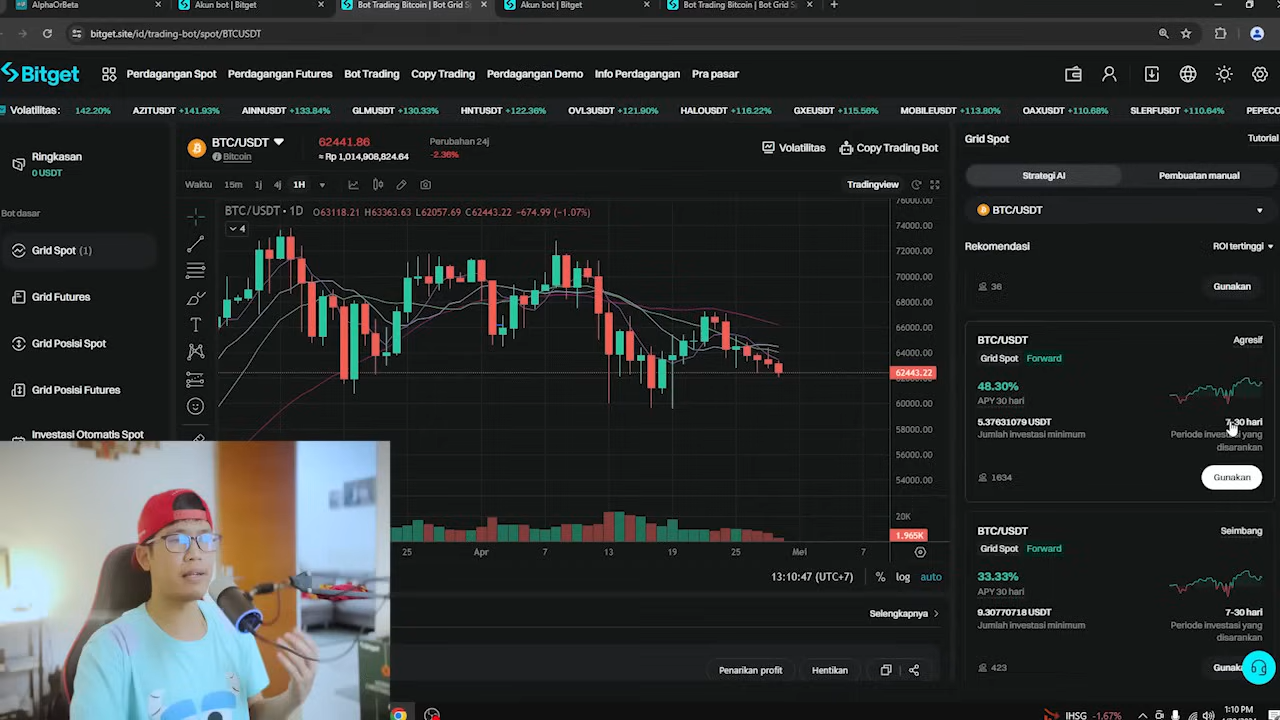 AlphaOrBeta
Akun bot | Bitget
Bot Trading Bitcoin | Bot Grid S
Akun bot | Bitget
Bot Trading Bitcoin | Bot Grid S
bitget.site/id/trading-bot/spot/BTCUSDT
Bitget
Perdagangan Spot
Perdagangan Futures
Bot Trading
Copy Trading
Perdagangan Demo
Info Perdagangan
Pra pasar
Volatilitas:
142.20%
AZITUSDT +141.93%
AINNUSDT +133.84%
GLMUSDT +130.33%
HNTUSDT +122.36%
OVL3USDT +121.90%
HALOUSDT +116.22%
GXEUSDT +115.56%
MOBILEUSDT +113.80%
OAXUSDT +110.68%
SLERFUSDT +110.64%
PEPECO
Ringkasan
0 USDT
Bot dasar
Grid Spot (1)
Grid Futures
Grid Posisi Spot
Grid Posisi Futures
Investasi Otomatis Spot
BTC/USDT
Bitcoin
62441.86
≈ Rp 1,014,908,824.64
Perubahan 24j
-2.36%
Volatilitas
Copy Trading Bot
Waktu
15m
1j
4j
1H
Tradingview
BTC/USDT · 1D O63118.21 H63363.63 L62057.69 C62443.22 -674.99 (-1.07%)
4
76000.00
74000.00
72000.00
70000.00
68000.00
66000.00
64000.00
62443.22
60000.00
58000.00
56000.00
54000.00
20K
1.965K
25
Apr
7
13
19
25
Mei
7
13:10:47 (UTC+7)
%
log
auto
Selengkapnya
Penarikan profit
Hentikan
Grid Spot
Tutorial
Strategi AI
Pembuatan manual
BTC/USDT
Rekomendasi
ROI tertinggi
36
Gunakan
BTC/USDT
Agresif
Grid Spot Forward
48.30%
APY 30 hari
5.37631079 USDT
7-30 hari
Jumlah investasi minimum
Periode investasi yang
disarankan
1634
Gunakan
BTC/USDT
Seimbang
Grid Spot Forward
33.33%
APY 30 hari
9.30770718 USDT
7-30 hari
Jumlah investasi minimum
Periode investasi yang
disarankan
423
IHSG -1.67%
1:10 PM